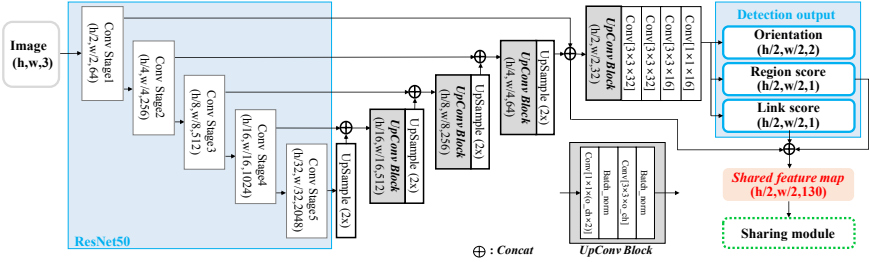 Image
(h,w,3)
Conv Stage1
(h/2,w/2,64)
Conv Stage2
(h/4,w/4,256)
Conv Stage3
(h/8,w/8,512)
Conv Stage4
(h/16,w/16,1024)
Conv Stage5
(h/32,w/32,2048)
ResNet50
UpSample (2x)
UpConv Block
(h/16,w/16,512)
UpSample (2x)
UpConv Block
(h/8,w/8,256)
UpSample (2x)
UpConv Block
(h/4,w/4,64)
UpSample (2x)
UpConv Block
(h/2,w/2,32)
Conv[3×3×32]
Conv[3×3×32]
Conv[3×3×16]
Conv[1×1×16]
Detection output
Orientation
(h/2,w/2,2)
Region score
(h/2,w/2,1)
Link score
(h/2,w/2,1)
Shared feature map
(h/2,w/2,130)
Sharing module
Conv[1×1×(o_ch×2)]
Batch_norm
Conv[3×3×o_ch]
Batch_norm
UpConv Block
⊕ : Concat